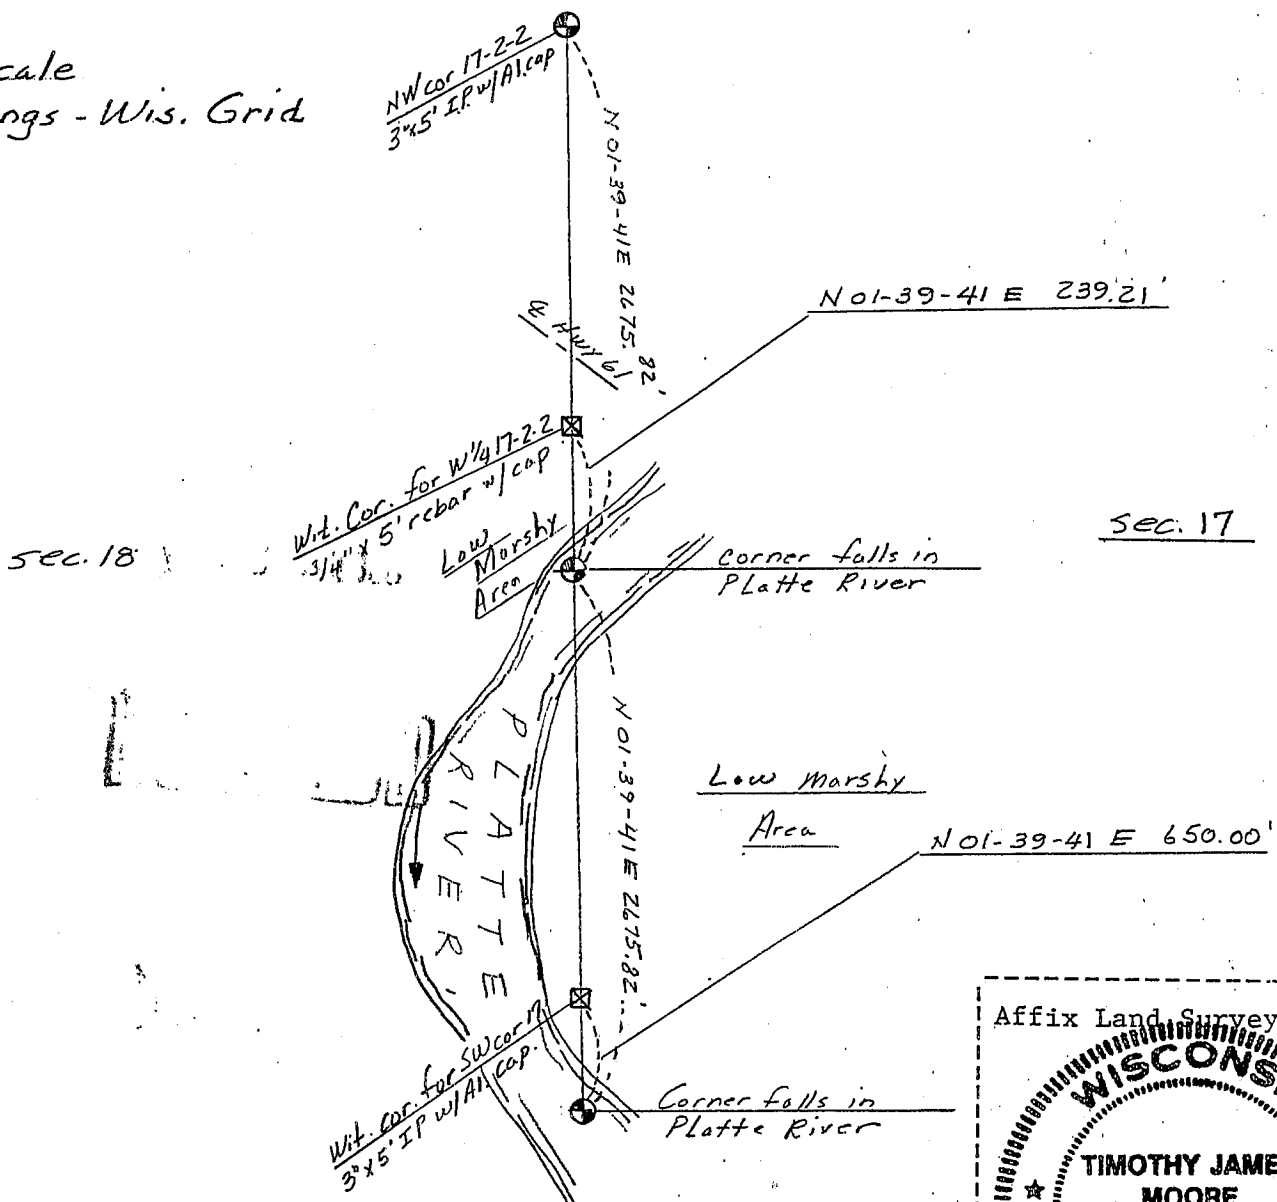 cale
ngs - Wis. Grid
NW cor 17-2-2
3"x5' I.P. w/Al.cap
N 01-39-41E 2675.82'
N 01-39-41 E 239.21'
Hwy 61
Wit. Cor. for W¼ 17-2-2
3/4" x 5' rebar w/ cap
Low
Marshy
Area
sec. 18
sec. 17
corner falls in
Platte River
PLATTE
RIVER
N 01-39-41E 2675.82'
Low marshy
Area
N 01-39-41 E 650.00'
Wit. cor. for SW cor 17
3" x 5' IP w/ Al. cap.
Corner falls in
Platte River
Affix Land Survey
WISCONS
TIMOTHY JAME
MOORE